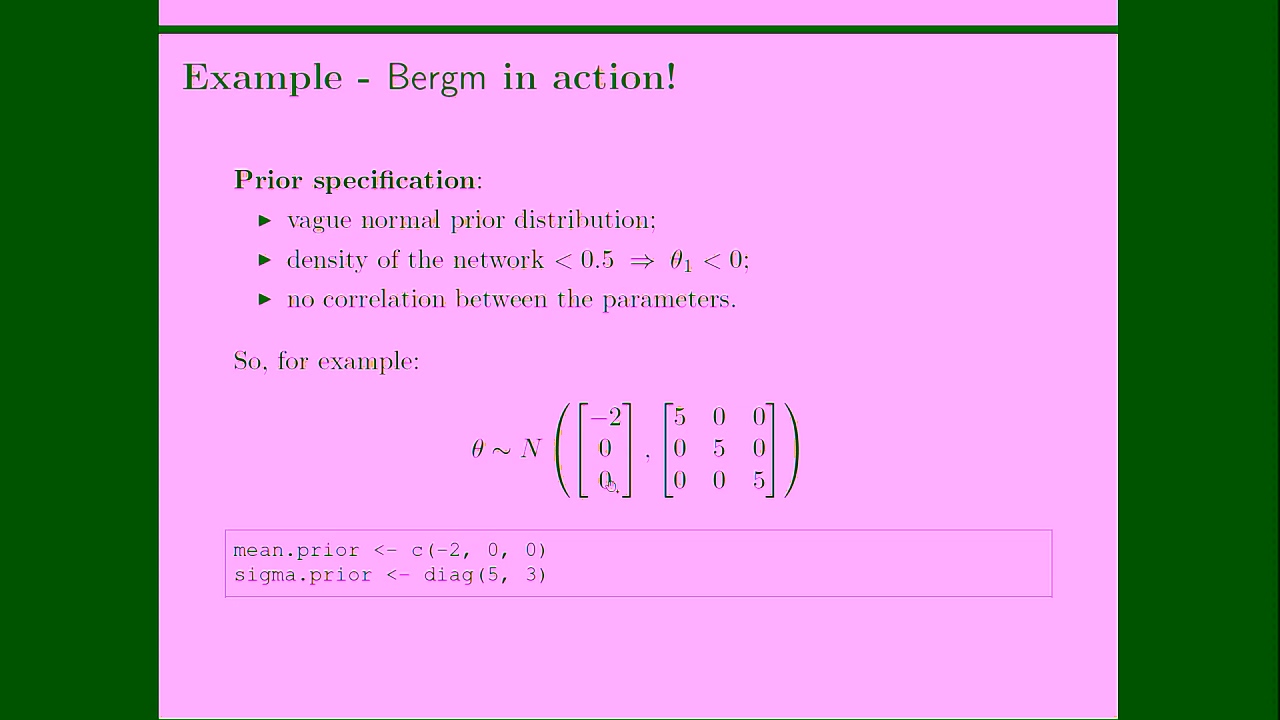 Example - Bergm in action!
Prior specification:
▶ vague normal prior distribution;
▶ density of the network < 0.5 ⇒ θ₁ < 0;
▶ no correlation between the parameters.
So, for example:
θ ∼ N ( [ −2 0 0 ] , [ 5 0 0
0 5 0
0 0 5 ] )
mean.prior <- c(-2, 0, 0)
sigma.prior <- diag(5, 3)